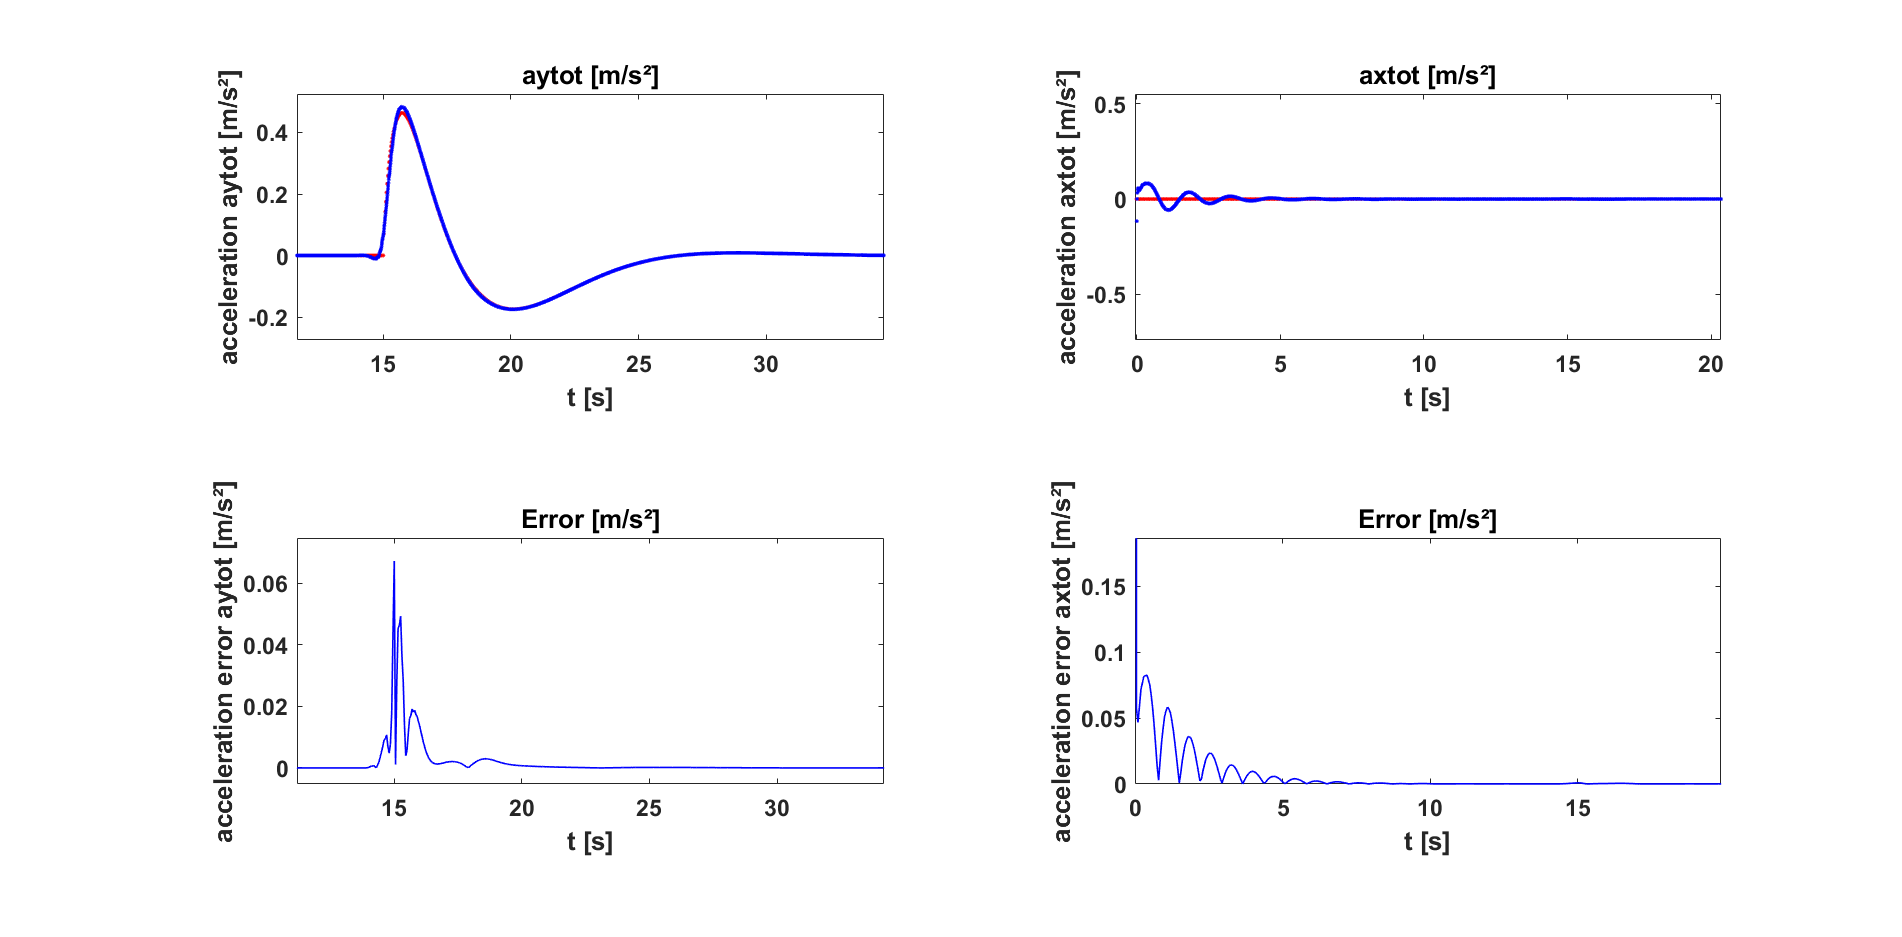 aytot [m/s²]
acceleration aytot [m/s²]
0.4
0.2
0
-0.2
15
20
25
30
t [s]
axtot [m/s²]
acceleration axtot [m/s²]
0.5
0
-0.5
0
5
10
15
20
t [s]
Error [m/s²]
acceleration error aytot [m/s²]
0.06
0.04
0.02
0
15
20
25
30
t [s]
Error [m/s²]
acceleration error axtot [m/s²]
0.15
0.1
0.05
0
0
5
10
15
t [s]